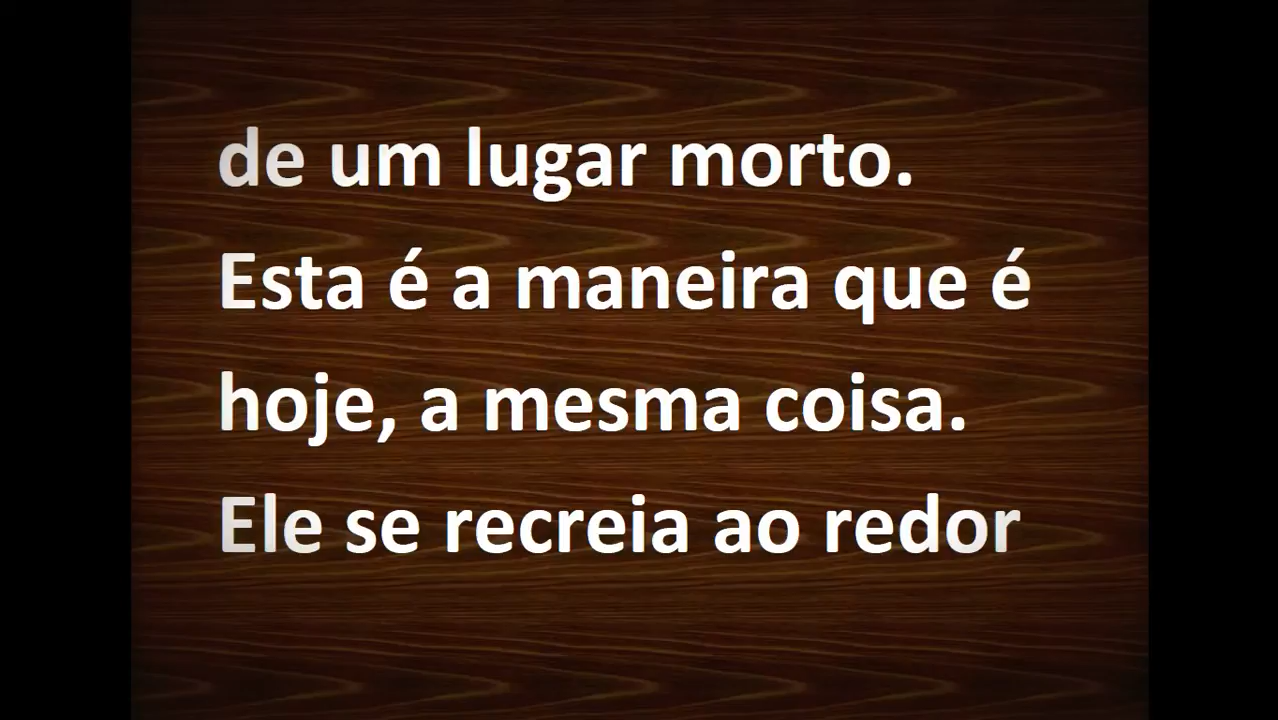 de um lugar morto.
Esta é a maneira que é
hoje, a mesma coisa.
Ele se recreia ao redor